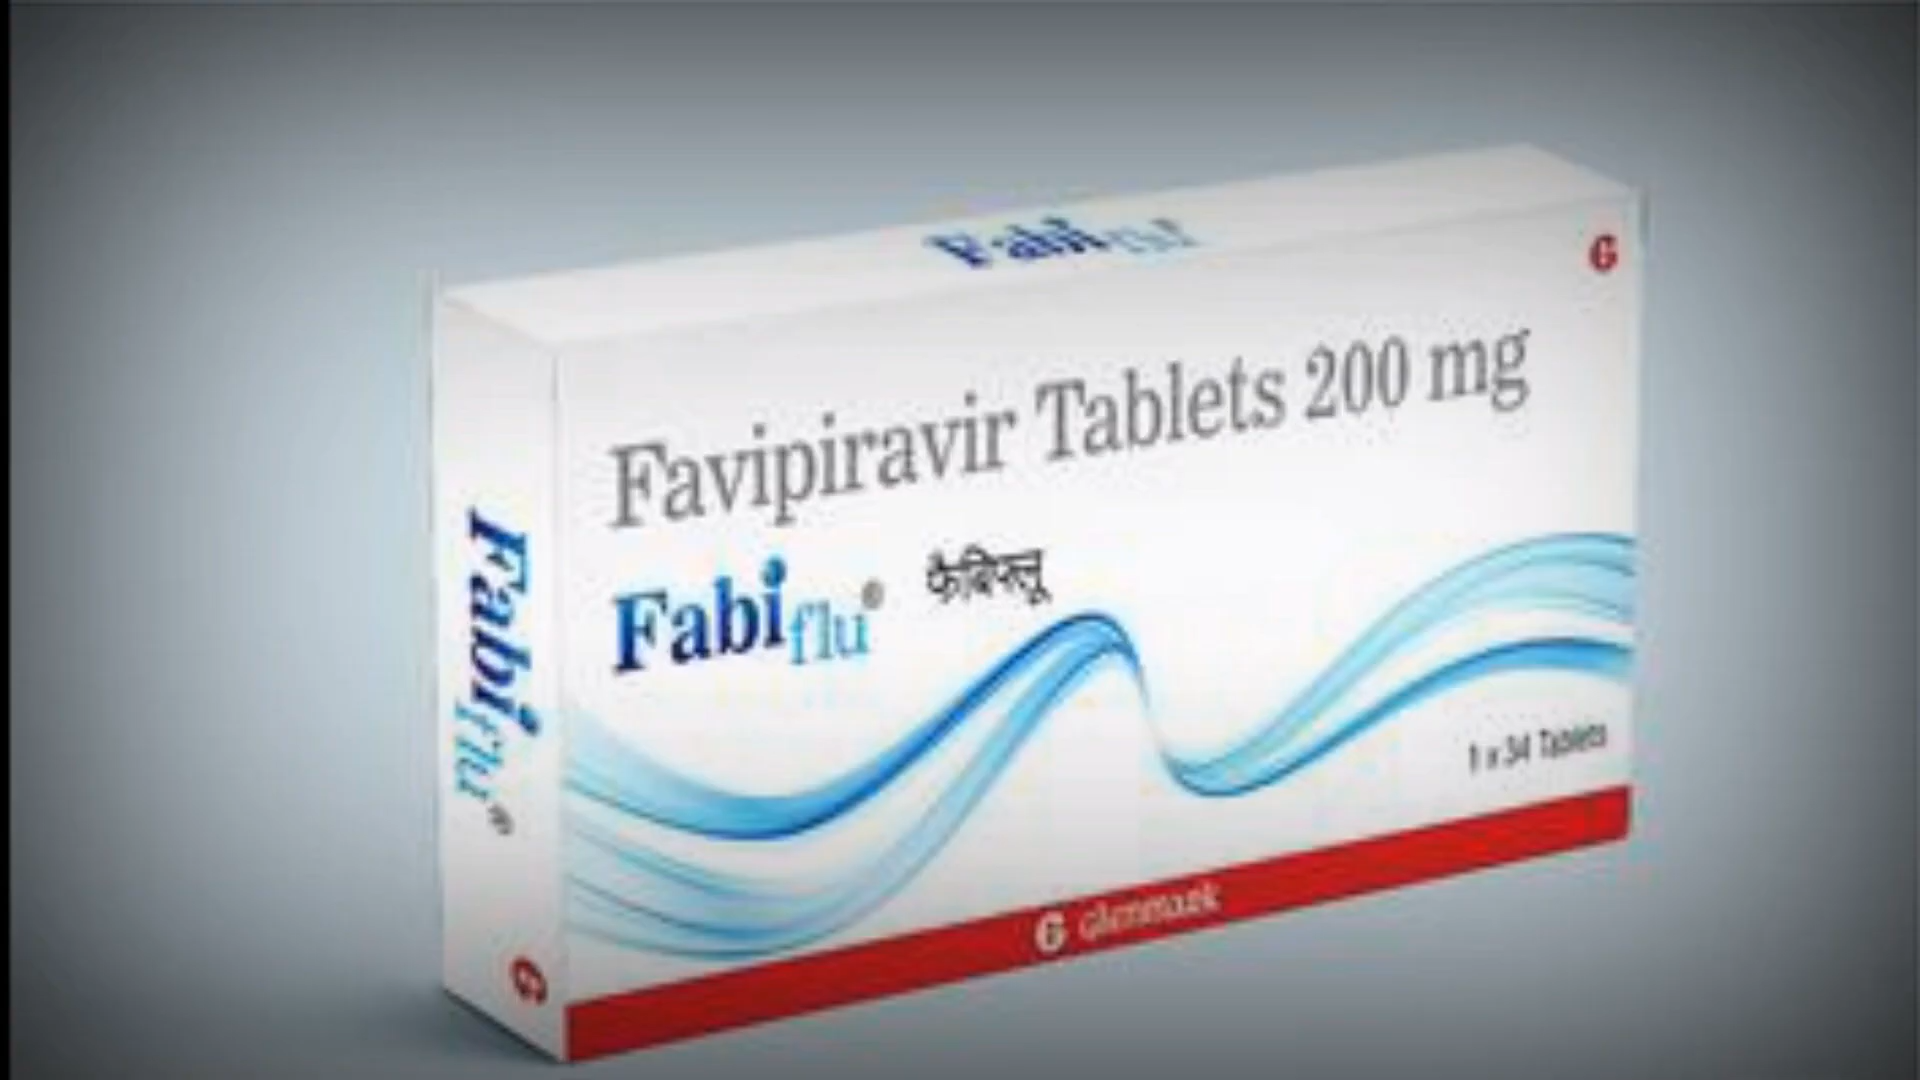 Fabiflu
G
Favipiravir Tablets 200 mg
Fabiflu® फैबिफ्लू
Fabiflu®
1 x 34 Tablets
G glenmark
G